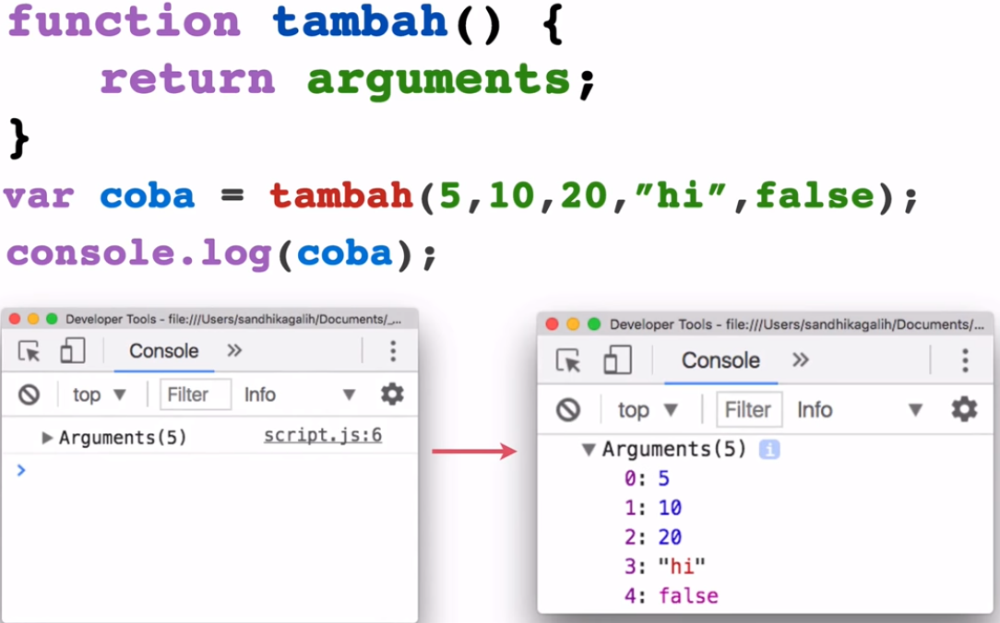 function tambah() {
return arguments;
}
var coba = tambah(5,10,20,”hi”,false);
console.log(coba);
Developer Tools - file:///Users/sandhikagalih/Documents/_...
Console »
top ▼ Filter Info ▼
▶ Arguments(5) script.js:6
>
Developer Tools - file:///Users/sandhikagalih/Documents/...
Console »
top ▼ Filter Info ▼
▼ Arguments(5) i
0: 5
1: 10
2: 20
3: "hi"
4: false